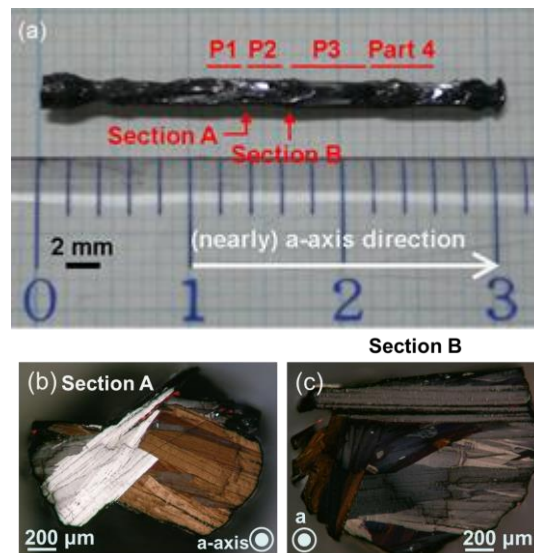 (a)
P1 P2 P3 Part 4
Section A
Section B
(nearly) a-axis direction
2 mm
0 1 2 3
Section B
(b) Section A
200 μm
a-axis
(c)
a
200 μm